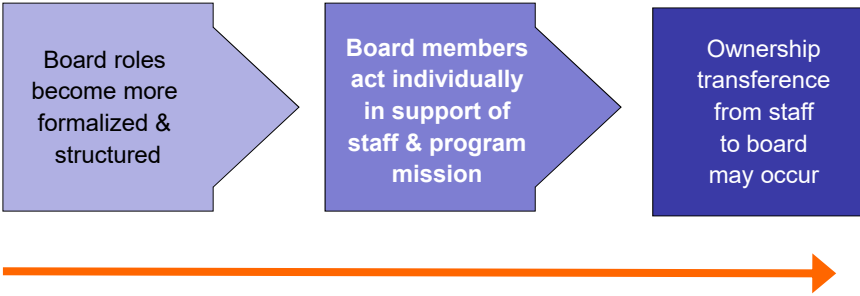 Board roles
become more
formalized &
structured
Board members
act individually
in support of
staff & program
mission
Ownership
transference
from staff
to board
may occur